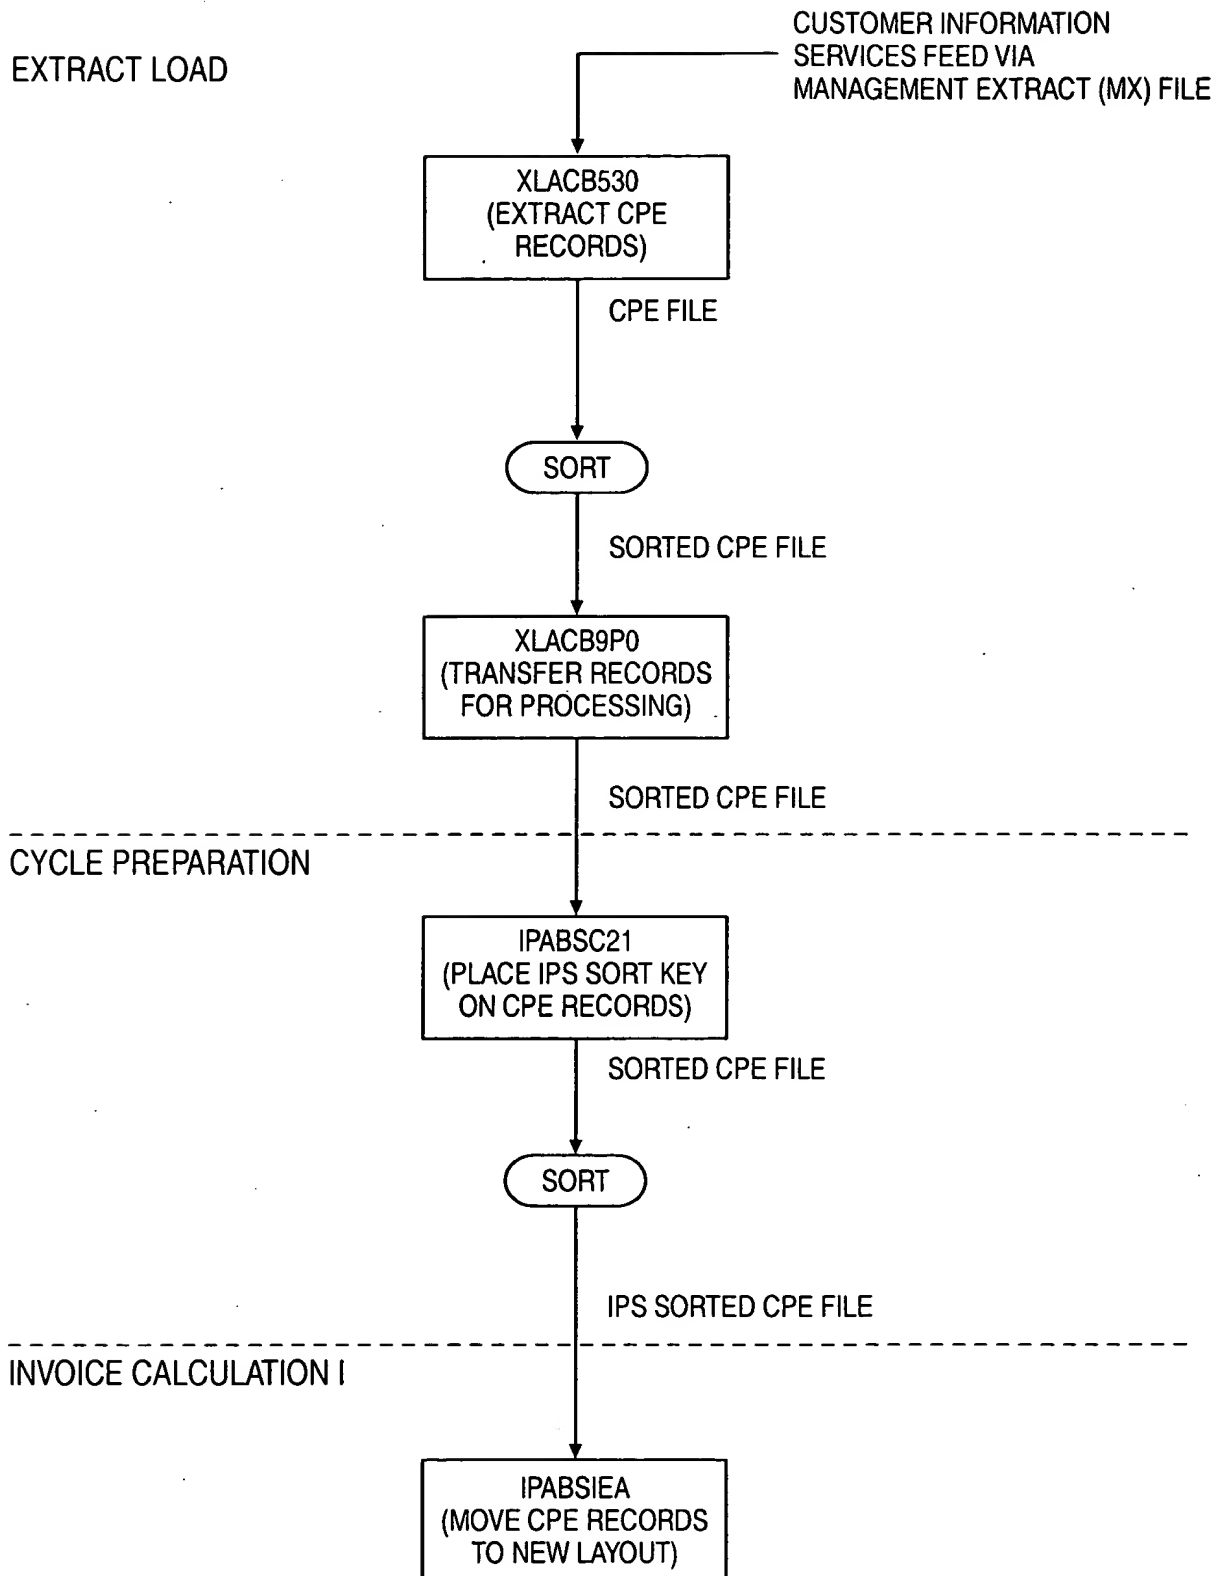 CUSTOMER INFORMATION
SERVICES FEED VIA
MANAGEMENT EXTRACT (MX) FILE
EXTRACT LOAD
XLACB530
(EXTRACT CPE
RECORDS)
CPE FILE
SORT
SORTED CPE FILE
XLACB9P0
(TRANSFER RECORDS
FOR PROCESSING)
SORTED CPE FILE
CYCLE PREPARATION
IPABSC21
(PLACE IPS SORT KEY
ON CPE RECORDS)
SORTED CPE FILE
SORT
IPS SORTED CPE FILE
INVOICE CALCULATION I
IPABSIEA
(MOVE CPE RECORDS
TO NEW LAYOUT)